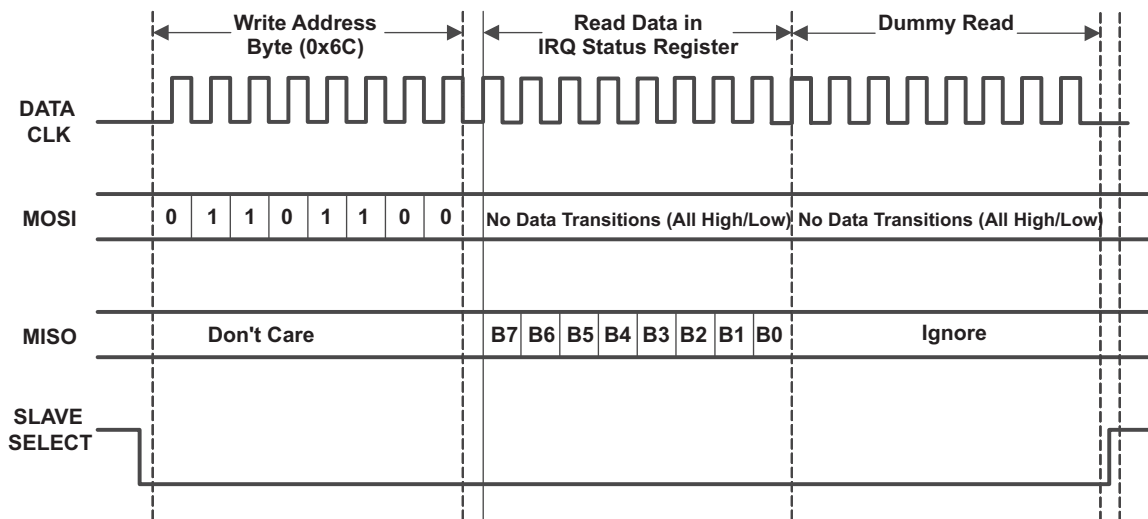 Write Address
Byte (0x6C)
Read Data in
IRQ Status Register
Dummy Read
DATA
CLK
MOSI
0 1 1 0 1 1 0 0
No Data Transitions (All High/Low)
No Data Transitions (All High/Low)
MISO
Don't Care
B7 B6 B5 B4 B3 B2 B1 B0
Ignore
SLAVE
SELECT